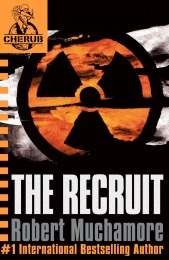 CHERUB
THE RECRUIT
Robert Muchamore
#1 International Bestselling Author